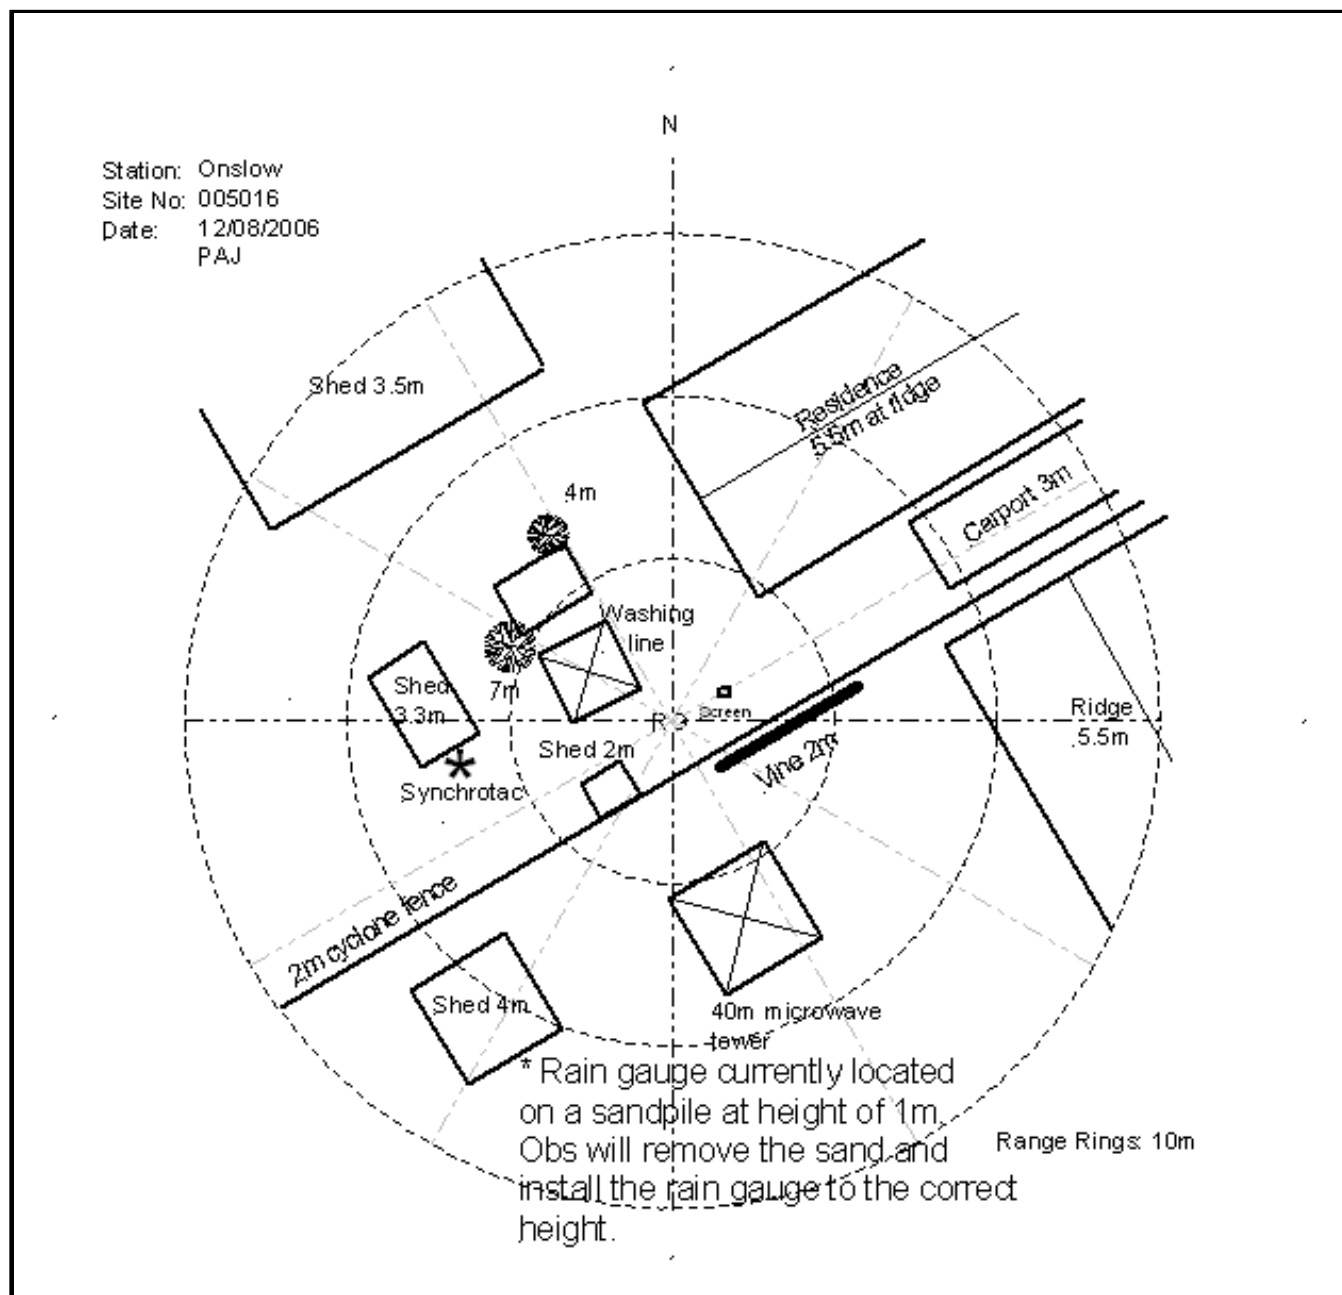 N
Station: Onslow
Site No: 005016
Date: 12/08/2006
PAJ
Shed 3.5m
Residence
5.5m at ridge
4m
Carport 3m
Washing
line
Shed
3.3m
7m
R
Screen
Ridge
5.5m
Shed 2m
Vine 2m
Synchrotac
2m cyclone fence
Shed 4m
40m microwave
tower
* Rain gauge currently located
on a sandpile at height of 1m.
Obs will remove the sand and
install the rain gauge to the correct
height.
Range Rings: 10m